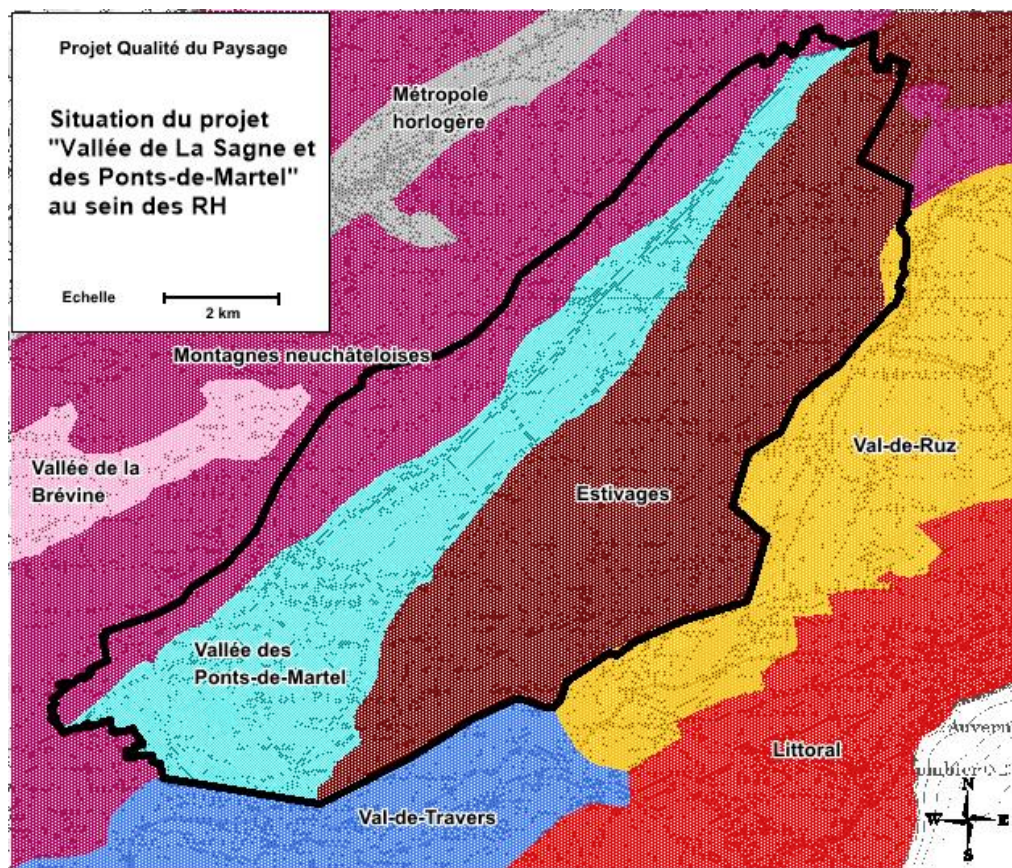 Projet Qualité du Paysage
Situation du projet
"Vallée de La Sagne et
des Ponts-de-Martel"
au sein des RH
Echelle
2 km
Métropole
horlogère
Montagnes neuchâteloises
Vallée de la
Brévine
Val-de-Ruz
Estivages
Vallée des
Ponts-de-Martel
Littoral
Val-de-Travers
Auvern
N
W
E
S